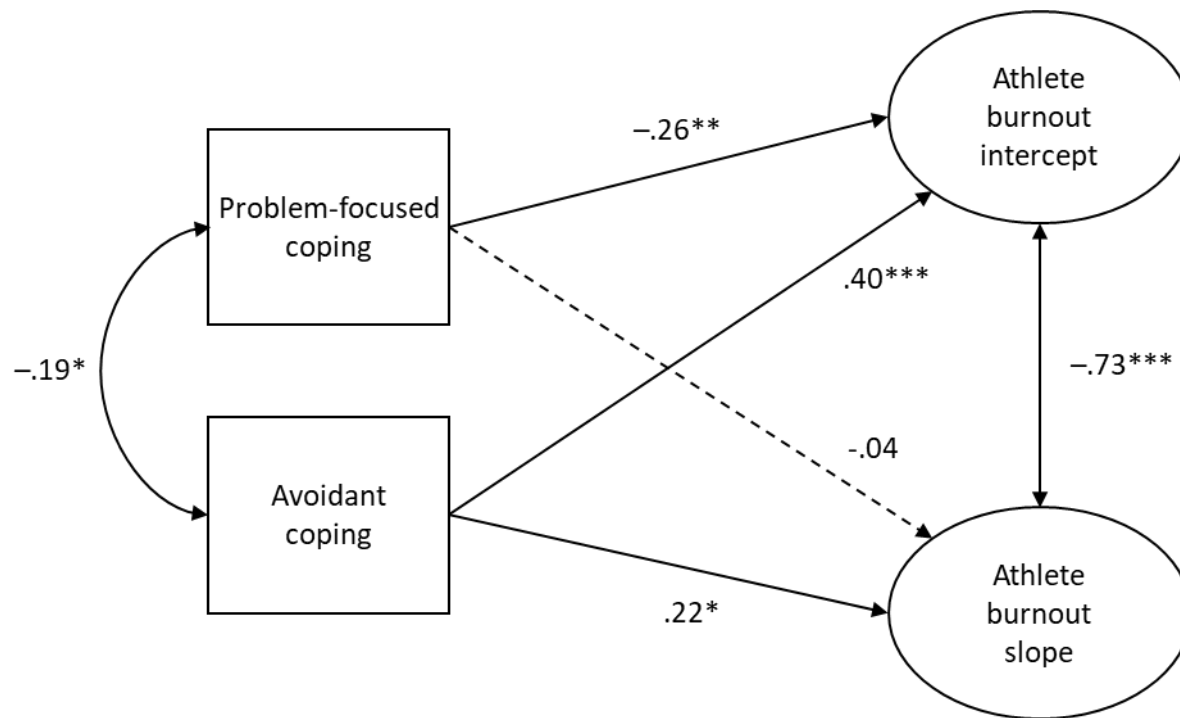 Athlete
burnout
intercept
–.26**
Problem-focused
coping
.40***
–.19*
–.73***
-.04
Avoidant
coping
Athlete
burnout
slope
.22*